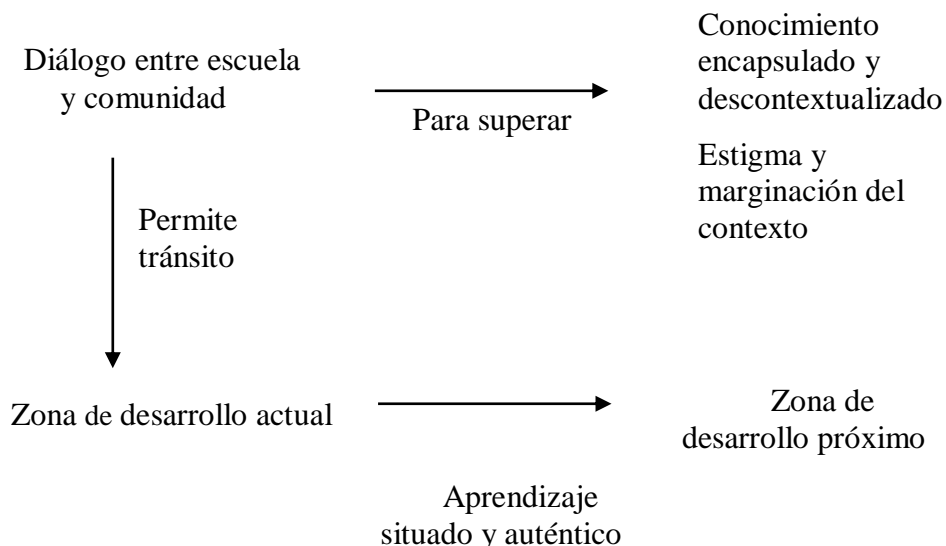 Diálogo entre escuela
y comunidad
Para superar
Conocimiento
encapsulado y
descontextualizado
Estigma y
marginación del
contexto
Permite
tránsito
Zona de desarrollo actual
Zona de
desarrollo próximo
Aprendizaje
situado y auténtico